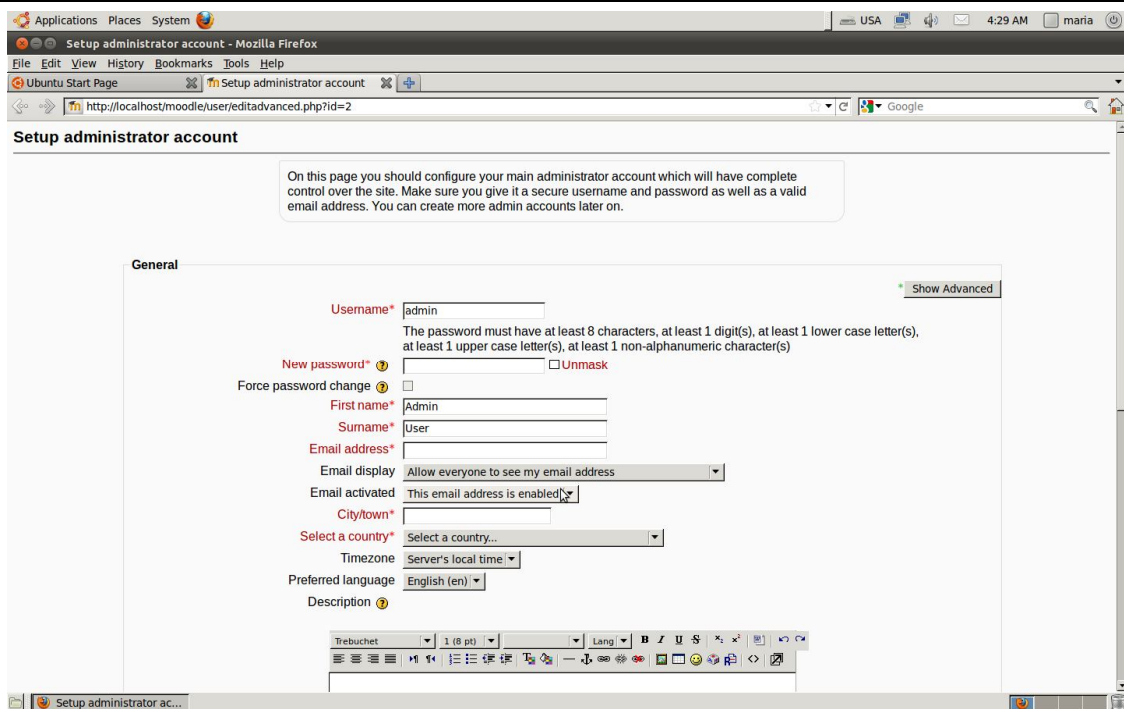 Applications Places System USA 4:29 AM maria
Setup administrator account - Mozilla Firefox
File Edit View History Bookmarks Tools Help
Ubuntu Start Page Setup administrator account
http://localhost/moodle/user/editadvanced.php?id=2 Google
Setup administrator account
On this page you should configure your main administrator account which will have complete
control over the site. Make sure you give it a secure username and password as well as a valid
email address. You can create more admin accounts later on.
General
* Show Advanced
Username* admin
The password must have at least 8 characters, at least 1 digit(s), at least 1 lower case letter(s),
at least 1 upper case letter(s), at least 1 non-alphanumeric character(s)
New password* Unmask
Force password change
First name* Admin
Surname* User
Email address*
Email display Allow everyone to see my email address
Email activated This email address is enabled
City/town*
Select a country* Select a country...
Timezone Server's local time
Preferred language English (en)
Description
Trebuchet 1 (8 pt) Lang B I U S x₂ x²
Setup administrator ac...